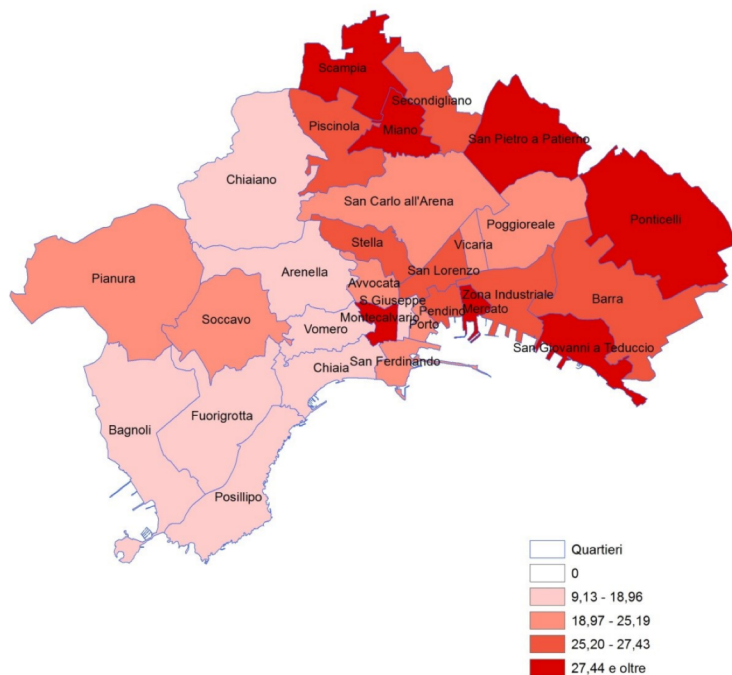 Scampia
Secondigliano
Piscinola
Miano
San Pietro a Patierno
Chiaiano
San Carlo all'Arena
Poggioreale
Ponticelli
Stella
Vicaria
Pianura
Arenella
San Lorenzo
Avvocata
Zona Industriale
Barra
Soccavo
S.Giuseppe
Montecalvario
Pendino
Mercato
Porto
Vomero
San Giovanni a Teduccio
San Ferdinando
Chiaia
Fuorigrotta
Bagnoli
Posillipo
Quartieri
0
9,13 - 18,96
18,97 - 25,19
25,20 - 27,43
27,44 e oltre